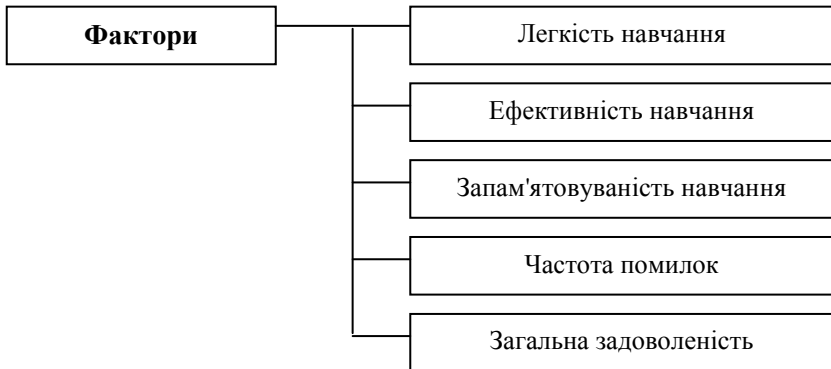 Фактори
Легкість навчання
Ефективність навчання
Запам'ятовуваність навчання
Частота помилок
Загальна задоволеність